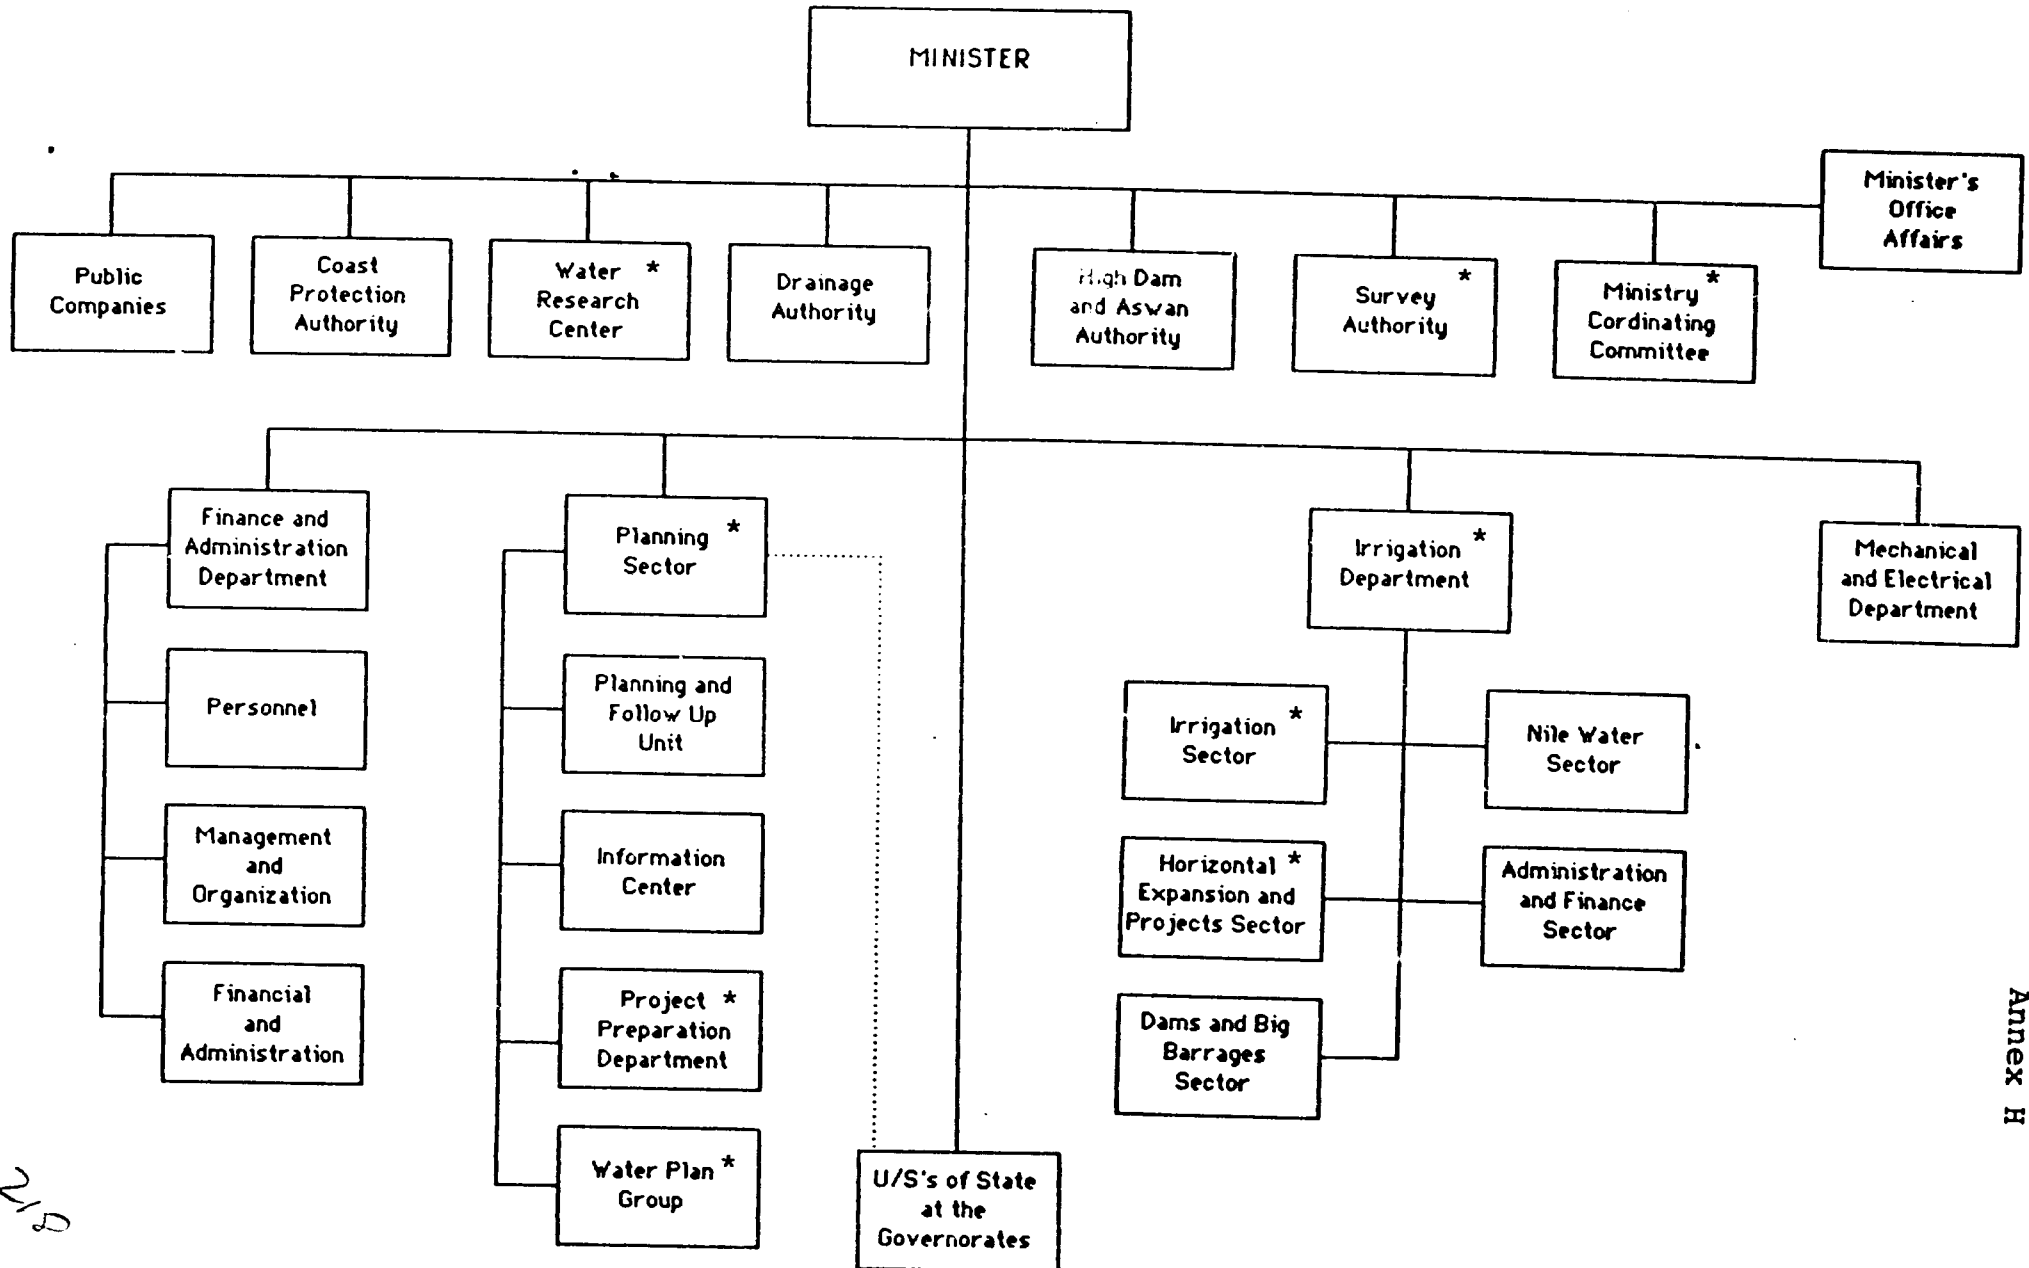 MINISTER
Minister's
Office
Affairs
Public
Companies
Coast
Protection
Authority
Water *
Research
Center
Drainage
Authority
High Dam
and Aswan
Authority
Survey *
Authority
Ministry *
Cordinating
Committee
Finance and
Administration
Department
Planning *
Sector
Irrigation *
Department
Mechanical
and Electrical
Department
Personnel
Management
and
Organization
Financial
and
Administration
Planning and
Follow Up
Unit
Information
Center
Project *
Preparation
Department
Water Plan *
Group
U/S's of State
at the
Governorates
Irrigation *
Sector
Nile Water
Sector
Horizontal *
Expansion and
Projects Sector
Administration
and Finance
Sector
Dams and Big
Barrages
Sector
Annex H
218